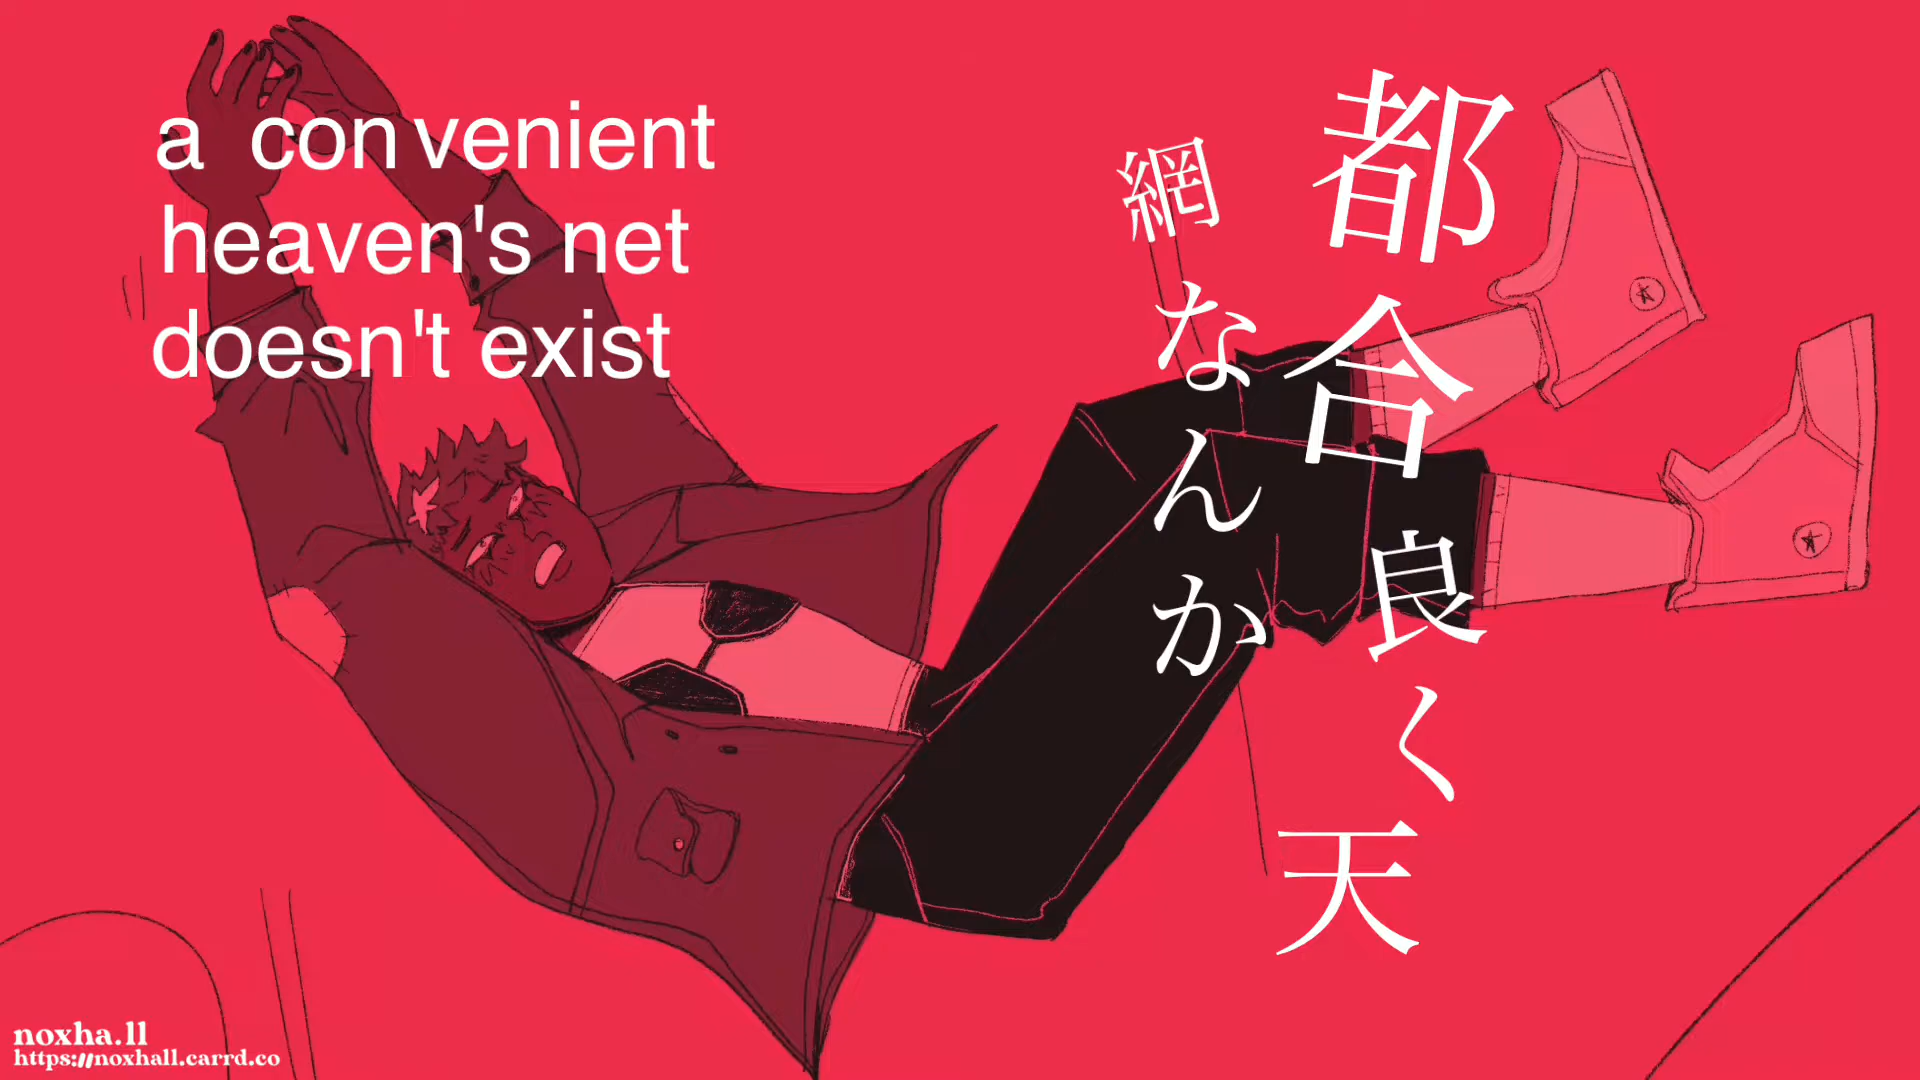 a convenient
heaven's net
doesn't exist
都合良く天
網なんか
noxha.ll
https://noxhall.carrd.co